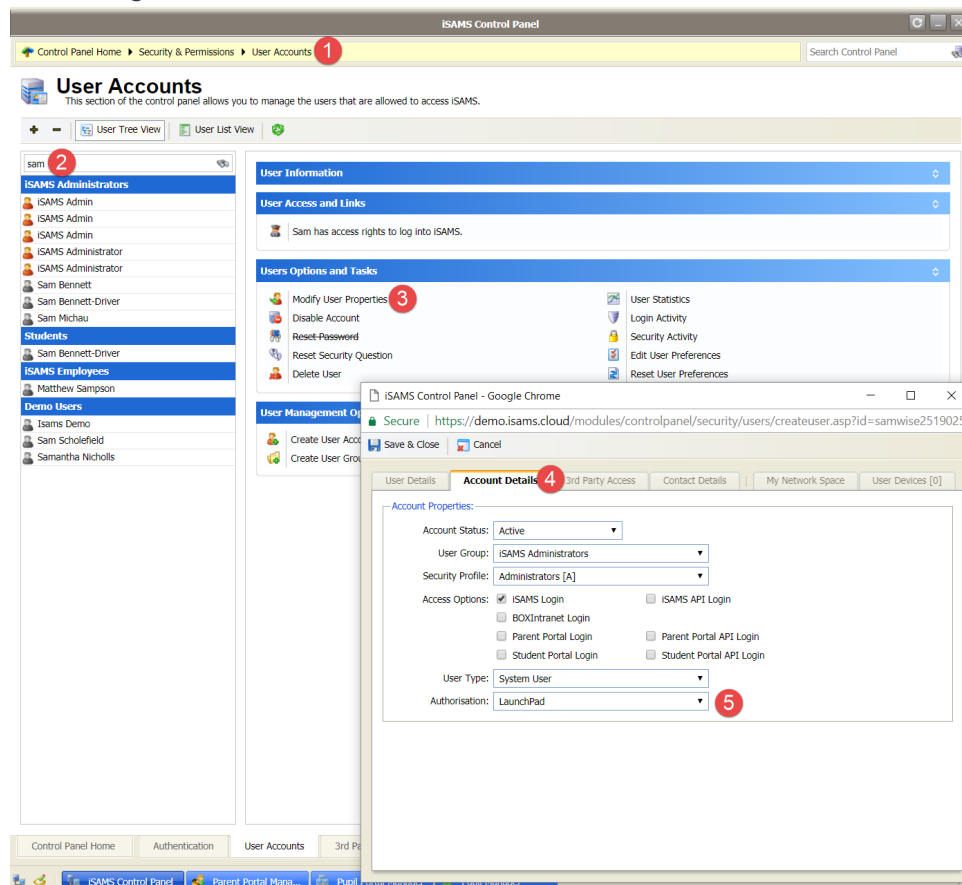 iSAMS Control Panel
Control Panel Home Security & Permissions User Accounts 1
Search Control Panel
User Accounts
This section of the control panel allows you to manage the users that are allowed to access iSAMS.
User Tree View User List View
sam 2
iSAMS Administrators
iSAMS Admin
iSAMS Admin
iSAMS Admin
iSAMS Administrator
iSAMS Administrator
Sam Bennett
Sam Bennett-Driver
Sam Michau
Students
Sam Bennett-Driver
iSAMS Employees
Matthew Sampson
Demo Users
Isams Demo
Sam Scholefield
Samantha Nicholls
User Information
User Access and Links
Sam has access rights to log into iSAMS.
Users Options and Tasks
Modify User Properties 3
Disable Account
Reset Password
Reset Security Question
Delete User
User Statistics
Login Activity
Security Activity
Edit User Preferences
Reset User Preferences
User Management Op
Create User Acco
Create User Grou
iSAMS Control Panel - Google Chrome
Secure | https://demo.isams.cloud/modules/controlpanel/security/users/createuser.asp?id=samwise2519025
Save & Close Cancel
User Details Account Details 4 3rd Party Access Contact Details My Network Space User Devices [0]
Account Properties:
Account Status: Active
User Group: iSAMS Administrators
Security Profile: Administrators [A]
Access Options: iSAMS Login iSAMS API Login
BOXIntranet Login
Parent Portal Login Parent Portal API Login
Student Portal Login Student Portal API Login
User Type: System User
Authorisation: LaunchPad 5
Control Panel Home Authentication User Accounts 3rd Pa
iSAMS Control Panel Parent Portal Mana...